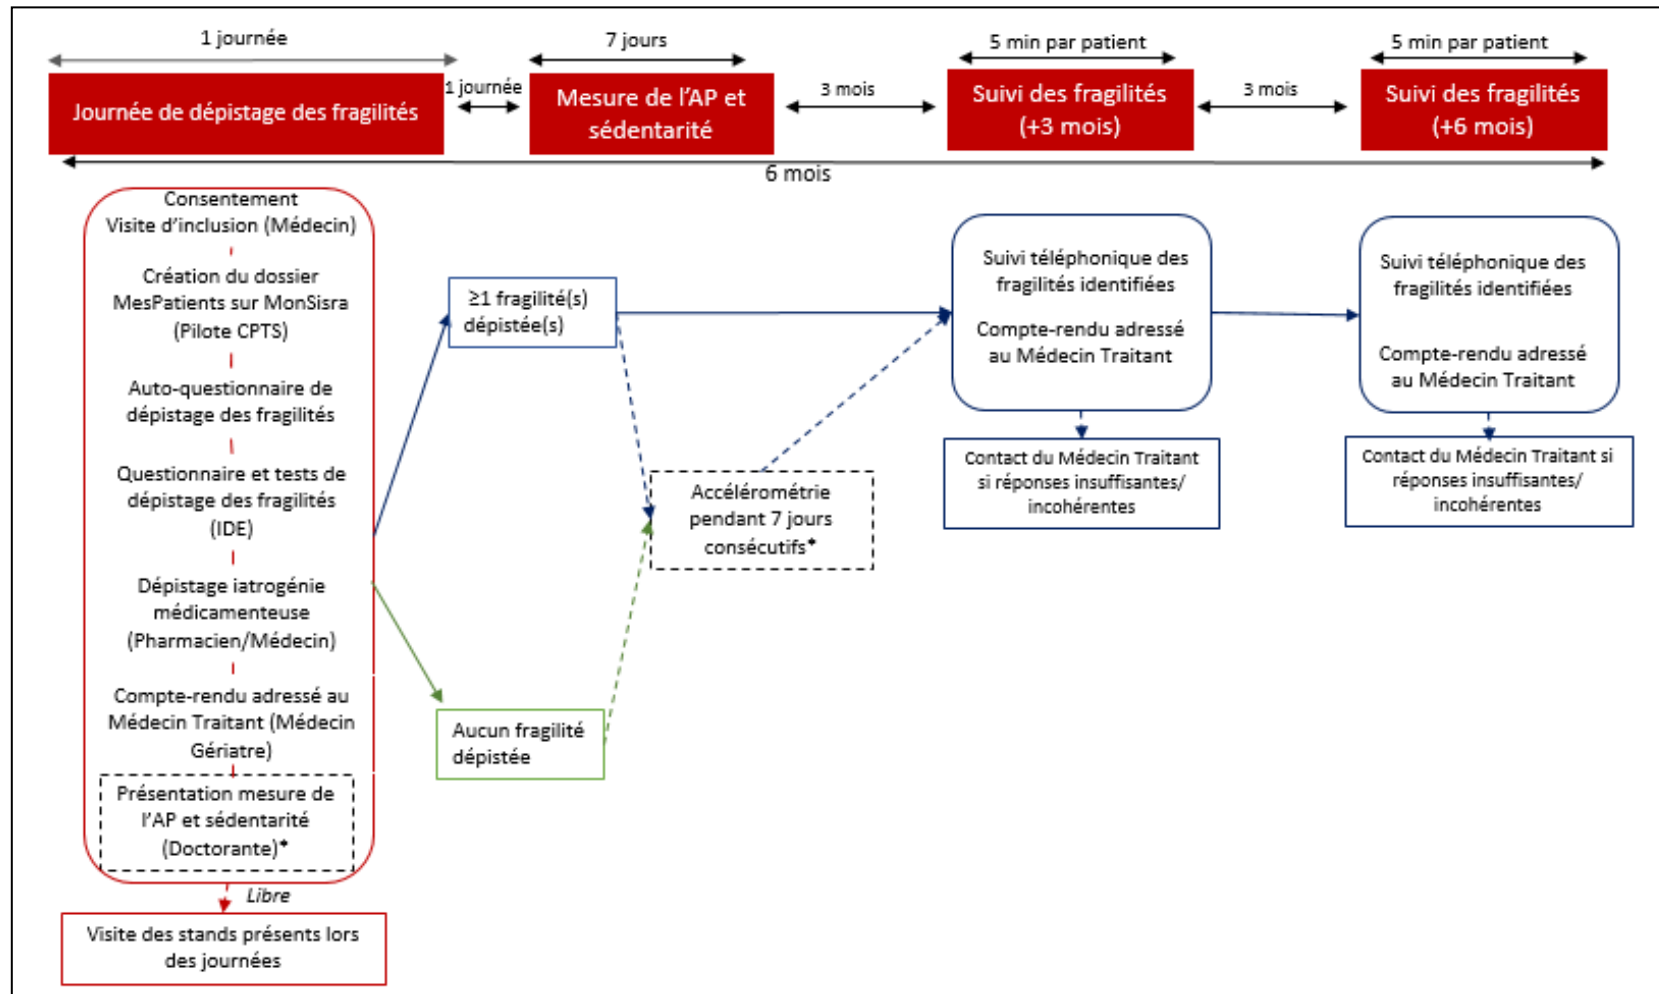 1 journée
7 jours
5 min par patient
5 min par patient
Journée de dépistage des fragilités
1 journée
Mesure de l'AP et
sédentarité
3 mois
Suivi des fragilités
(+3 mois)
3 mois
Suivi des fragilités
(+6 mois)
6 mois
Consentement
Visite d'inclusion (Médecin)
Création du dossier
MesPatients sur MonSisra
(Pilote CPTS)
Auto-questionnaire de
dépistage des fragilités
Questionnaire et tests de
dépistage des fragilités
(IDE)
Dépistage iatrogénie
médicamenteuse
(Pharmacien/Médecin)
Compte-rendu adressé au
Médecin Traitant (Médecin
Gériatre)
Présentation mesure de
l'AP et sédentarité
(Doctorante)*
Libre
Visite des stands présents lors
des journées
≥1 fragilité(s)
dépistée(s)
Aucun fragilité
dépistée
Accélérométrie
pendant 7 jours
consécutifs*
Suivi téléphonique des
fragilités identifiées
Compte-rendu adressé
au Médecin Traitant
Contact du Médecin Traitant
si réponses insuffisantes/
incohérentes
Suivi téléphonique des
fragilités identifiées
Compte-rendu adressé
au Médecin Traitant
Contact du Médecin Traitant si
réponses insuffisantes/
incohérentes